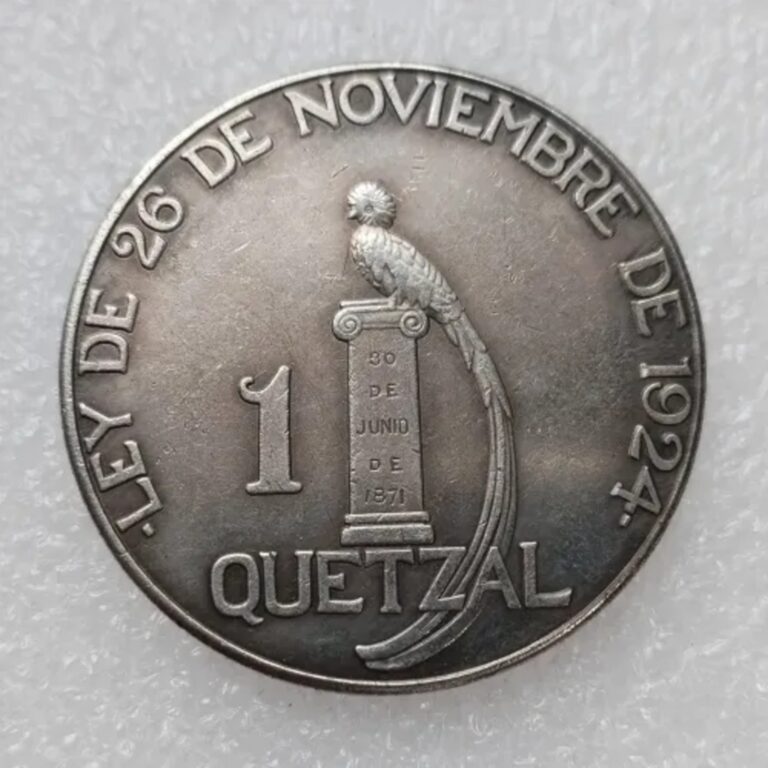 ·LEY DE 26 DE NOVIEMBRE DE 1924·
1
30
DE
JUNIO
DE
1871
QUETZAL